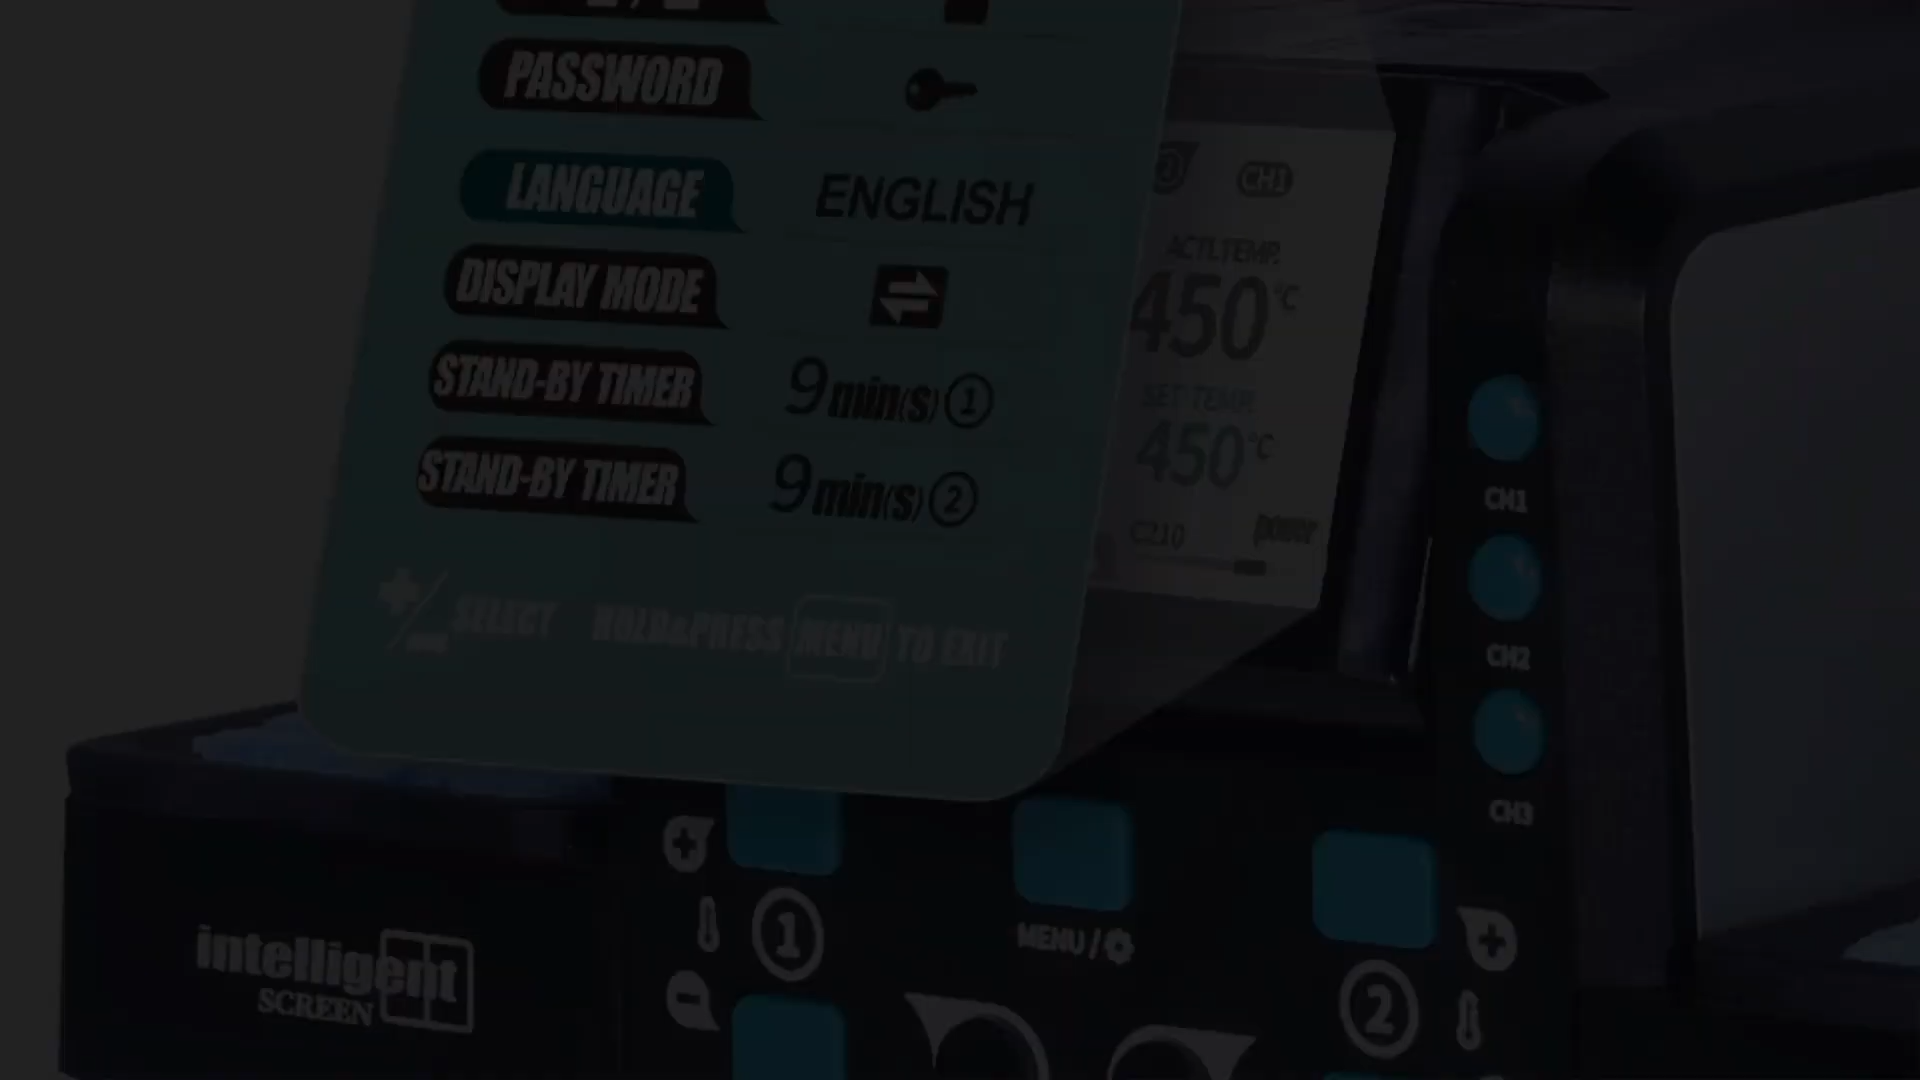 PASSWORD
LANGUAGE ENGLISH
DISPLAY MODE
STAND-BY TIMER 9 min(s) 1
STAND-BY TIMER 9 min(s) 2
SELECT HOLD&PRESS MENU TO EXIT
CH1
ACTI.TEMP.
450°C
SET TEMP.
450°C
C210 power
CH1
CH2
CH3
1
MENU /
2
intelligent
SCREEN